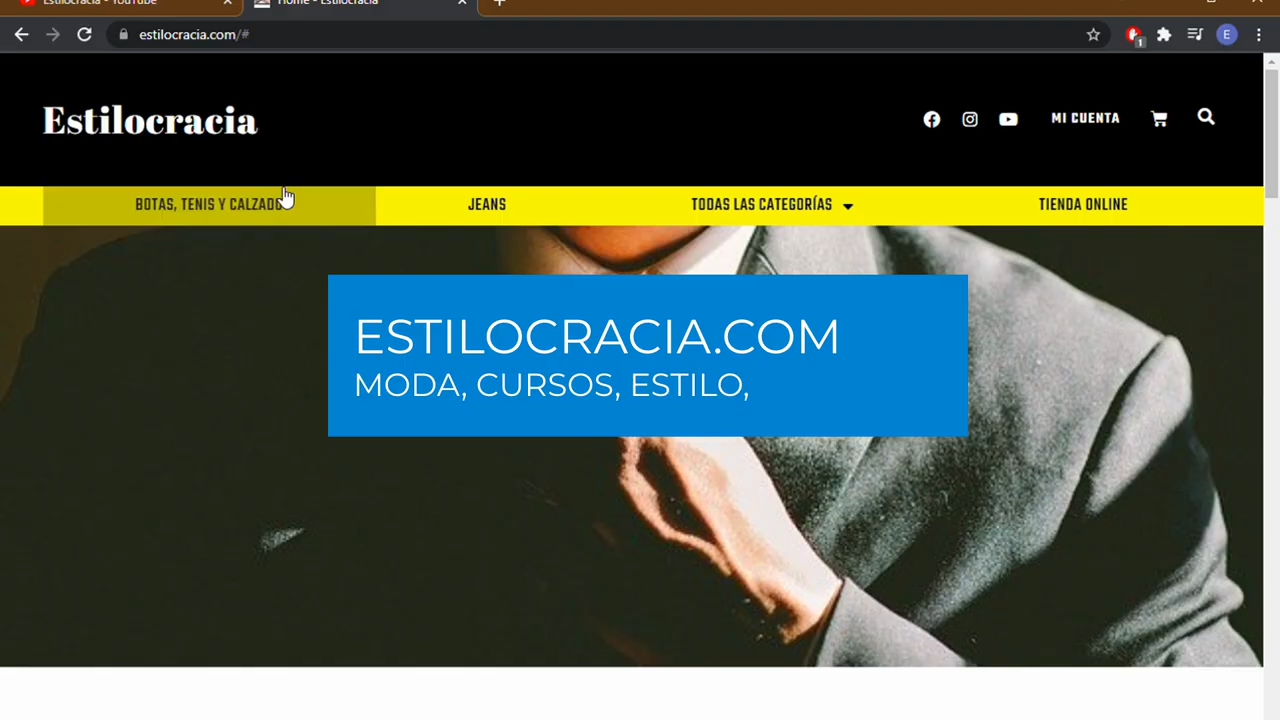 Estilocracia - YouTube
Home - Estilocracia
estilocracia.com/#
1
E
Estilocracia
MI CUENTA
BOTAS, TENIS Y CALZADO
JEANS
TODAS LAS CATEGORÍAS
TIENDA ONLINE
ESTILOCRACIA.COM
MODA, CURSOS, ESTILO,